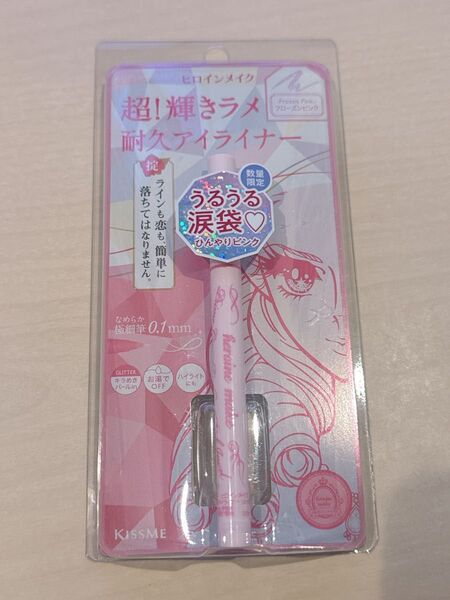 ヒロインメイク
Frozen Pink
フローズンピンク
超!輝きラメ
耐久アイライナー
掟
ラインも恋も、簡単に
落ちてはなりません。
数量
限定
うるうる
涙袋♡
ひんやりピンク
なめらか
極細筆0.1mm
GLITTER
キラめき
パールin
お湯で
OFF
ハイライト
にも
heroine make
KISSME